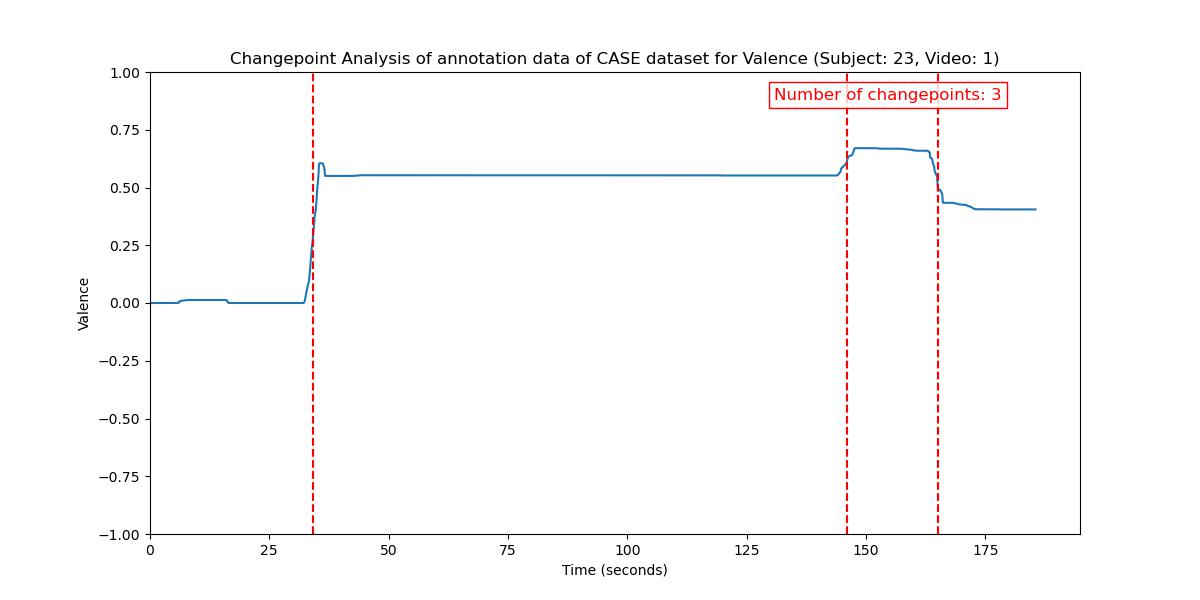 Changepoint Analysis of annotation data of CASE dataset for Valence (Subject: 23, Video: 1)
Number of changepoints: 3
1.00
0.75
0.50
0.25
0.00
−0.25
−0.50
−0.75
−1.00
Valence
0 25 50 75 100 125 150 175
Time (seconds)